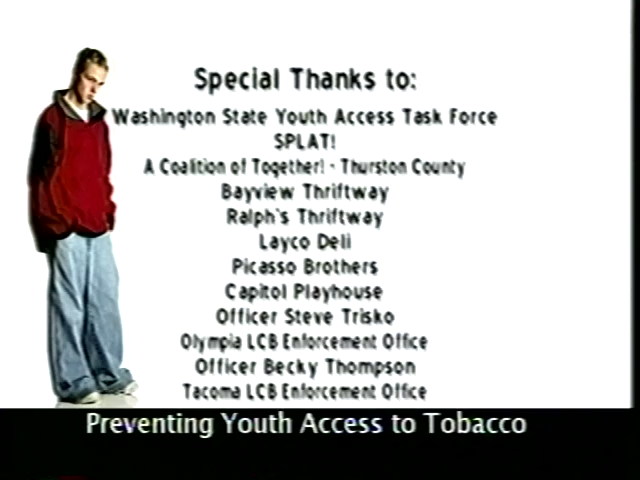 Special Thanks to:
Washington State Youth Access Task Force
SPLAT!
A Coalition of Together! - Thurston County
Bayview Thriftway
Ralph's Thriftway
Layco Deli
Picasso Brothers
Capitol Playhouse
Officer Steve Trisko
Olympia LCB Enforcement Office
Officer Becky Thompson
Tacoma LCB Enforcement Office
Preventing Youth Access to Tobacco